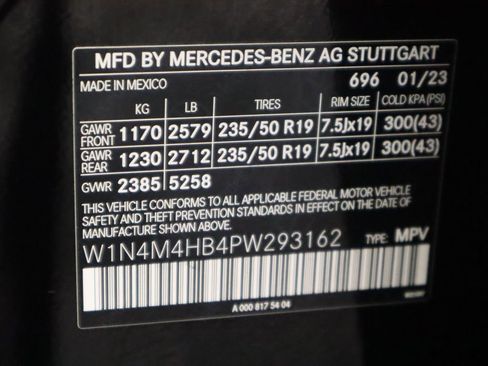 MFD BY MERCEDES-BENZ AG STUTTGART
MADE IN MEXICO 696 01/23
KG LB TIRES RIM SIZE COLD KPA (PSI)
GAWR FRONT 1170 2579 235/50 R19 7.5Jx19 300(43)
GAWR REAR 1230 2712 235/50 R19 7.5Jx19 300(43)
GVWR 2385 5258
THIS VEHICLE CONFORMS TO ALL APPLICABLE FEDERAL MOTOR VEHICLE
SAFETY AND THEFT PREVENTION STANDARDS IN EFFECT ON THE DATE OF
MANUFACTURE SHOWN ABOVE.
W1N4M4HB4PW293162 TYPE: MPV
A 000 817 54 04